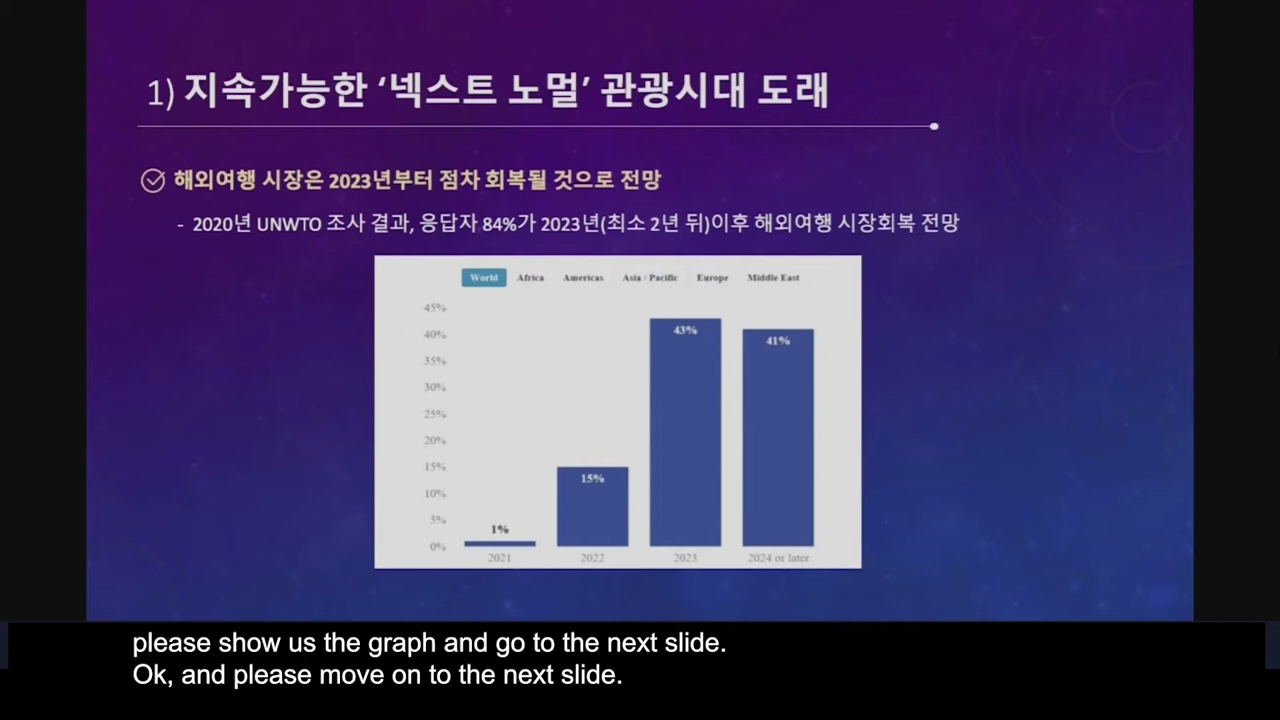 1) 지속가능한 ‘넥스트 노멀’ 관광시대 도래
해외여행 시장은 2023년부터 점차 회복될 것으로 전망
- 2020년 UNWTO 조사 결과, 응답자 84%가 2023년(최소 2년 뒤)이후 해외여행 시장회복 전망
World Africa Americas Asia / Pacific Europe Middle East
45%
40%
35%
30%
25%
20%
15%
10%
5%
0%
1%
15%
43%
41%
2021 2022 2023 2024 or later
please show us the graph and go to the next slide.
Ok, and please move on to the next slide.